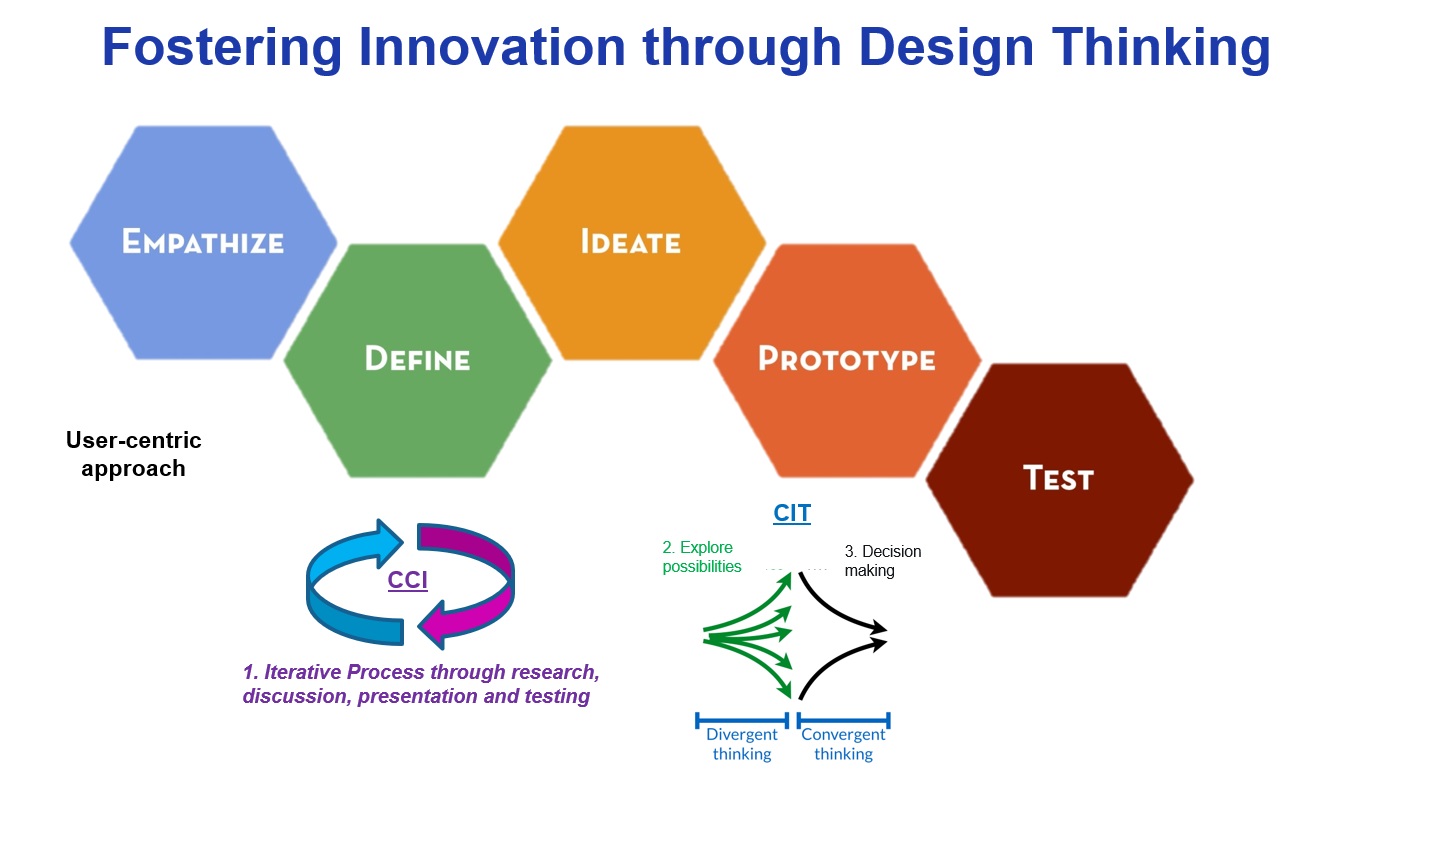 Fostering Innovation through Design Thinking
EMPATHIZE
IDEATE
DEFINE
PROTOTYPE
TEST
User-centric
approach
CCI
1. Iterative Process through research,
discussion, presentation and testing
CIT
2. Explore
possibilities
3. Decision
making
Divergent
thinking
Convergent
thinking